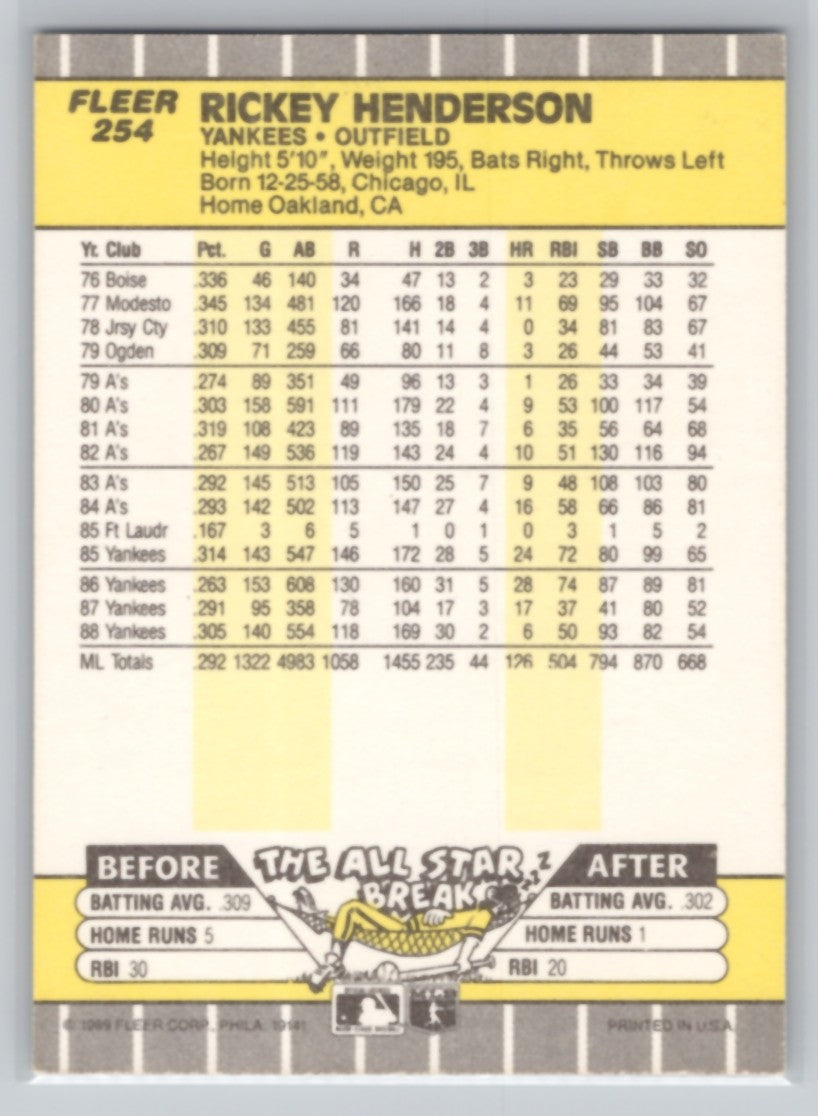 FLEER
254
RICKEY HENDERSON
YANKEES • OUTFIELD
Height 5'10", Weight 195, Bats Right, Throws Left
Born 12-25-58, Chicago, IL
Home Oakland, CA
Yr. Club Pct. G AB R H 2B 3B HR RBI SB BB SO
76 Boise .336 46 140 34 47 13 2 3 23 29 33 32
77 Modesto .345 134 481 120 166 18 4 11 69 95 104 67
78 Jrsy Cty .310 133 455 81 141 14 4 0 34 81 83 67
79 Ogden .309 71 259 66 80 11 8 3 26 44 53 41
79 A's .274 89 351 49 96 13 3 1 26 33 34 39
80 A's .303 158 591 111 179 22 4 9 53 100 117 54
81 A's .319 108 423 89 135 18 7 6 35 56 64 68
82 A's .267 149 536 119 143 24 4 10 51 130 116 94
83 A's .292 145 513 105 150 25 7 9 48 108 103 80
84 A's .293 142 502 113 147 27 4 16 58 66 86 81
85 Ft Laudr .167 3 6 5 1 0 1 0 3 1 5 2
85 Yankees .314 143 547 146 172 28 5 24 72 80 99 65
86 Yankees .263 153 608 130 160 31 5 28 74 87 89 81
87 Yankees .291 95 358 78 104 17 3 17 37 41 80 52
88 Yankees .305 140 554 118 169 30 2 6 50 93 82 54
ML Totals .292 1322 4983 1058 1455 235 44 126 504 794 870 668
BEFORE THE ALL STAR BREAK AFTER
Z Z Z
BATTING AVG. .309
HOME RUNS 5
RBI 30
BATTING AVG. .302
HOME RUNS 1
RBI 20
© 1989 FLEER CORP., PHILA. 19141
PRINTED IN U.S.A.